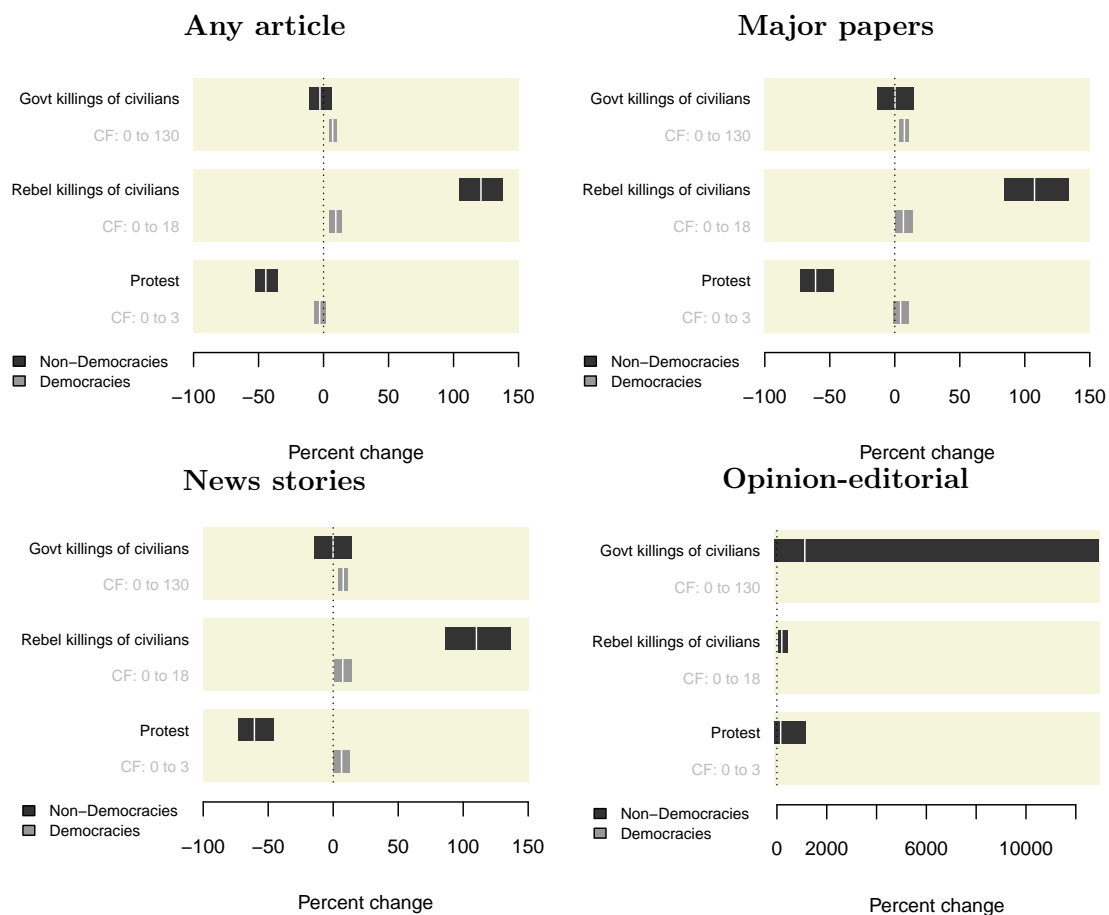 Any article
Govt killings of civilians
CF: 0 to 130
Rebel killings of civilians
CF: 0 to 18
Protest
CF: 0 to 3
Non−Democracies
Democracies
−100 −50 0 50 100 150
Percent change
Major papers
Govt killings of civilians
CF: 0 to 130
Rebel killings of civilians
CF: 0 to 18
Protest
CF: 0 to 3
Non−Democracies
Democracies
−100 −50 0 50 100 150
Percent change
News stories
Govt killings of civilians
CF: 0 to 130
Rebel killings of civilians
CF: 0 to 18
Protest
CF: 0 to 3
Non−Democracies
Democracies
−100 −50 0 50 100 150
Percent change
Opinion-editorial
Govt killings of civilians
CF: 0 to 130
Rebel killings of civilians
CF: 0 to 18
Protest
CF: 0 to 3
Non−Democracies
Democracies
0 2000 6000 10000
Percent change